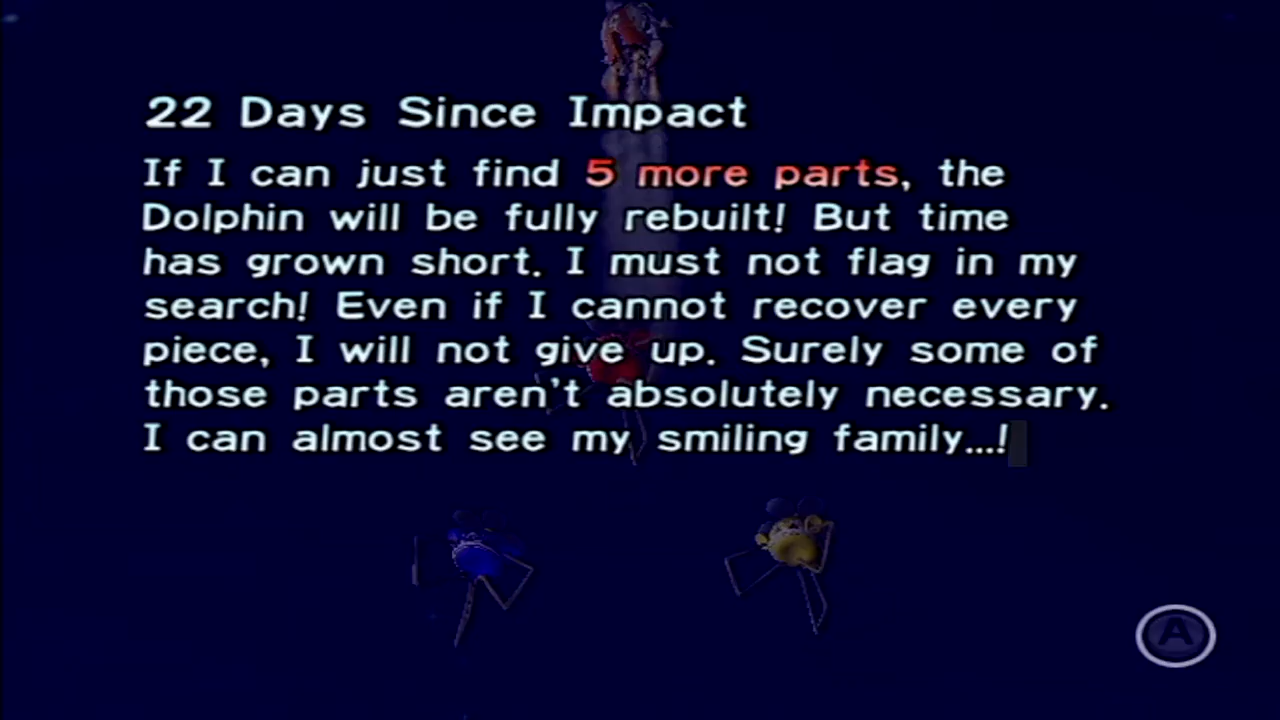 22 Days Since Impact
If I can just find 5 more parts, the
Dolphin will be fully rebuilt! But time
has grown short. I must not flag in my
search! Even if I cannot recover every
piece, I will not give up. Surely some of
those parts aren't absolutely necessary.
I can almost see my smiling family...!
A